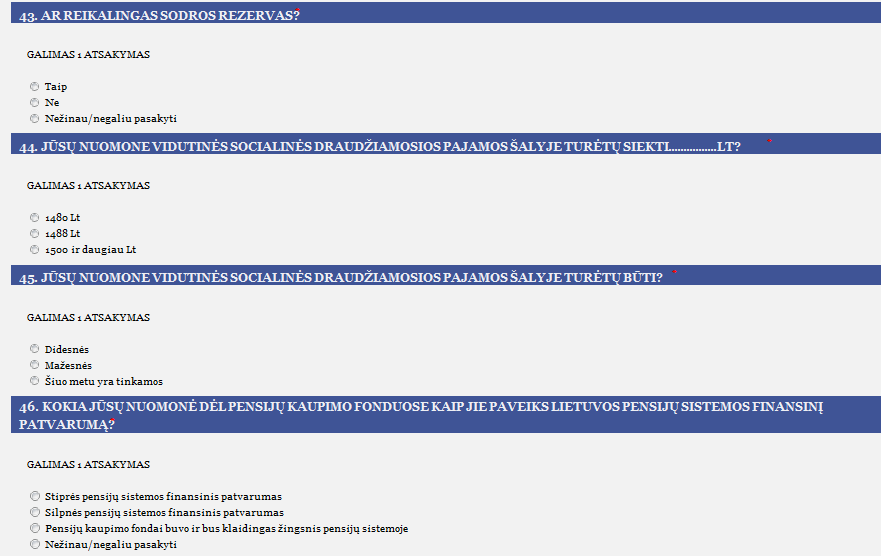 43. AR REIKALINGAS SODROS REZERVAS?*
GALIMAS 1 ATSAKYMAS
Taip
Ne
Nežinau/negaliu pasakyti
44. JŪSŲ NUOMONE VIDUTINĖS SOCIALINĖS DRAUDŽIAMOSIOS PAJAMOS ŠALYJE TURĖTŲ SIEKTI...............LT? *
GALIMAS 1 ATSAKYMAS
1480 Lt
1488 Lt
1500 ir daugiau Lt
45. JŪSŲ NUOMONE VIDUTINĖS SOCIALINĖS DRAUDŽIAMOSIOS PAJAMOS ŠALYJE TURĖTŲ BŪTI? *
GALIMAS 1 ATSAKYMAS
Didesnės
Mažesnės
Šiuo metu yra tinkamos
46. KOKIA JŪSŲ NUOMONĖ DĖL PENSIJŲ KAUPIMO FONDUOSE KAIP JIE PAVEIKS LIETUVOS PENSIJŲ SISTEMOS FINANSINĮ
PATVARUMĄ?
GALIMAS 1 ATSAKYMAS
Stiprės pensijų sistemos finansinis patvarumas
Silpnės pensijų sistemos finansinis patvarumas
Pensijų kaupimo fondai buvo ir bus klaidingas žingsnis pensijų sistemoje
Nežinau/negaliu pasakyti